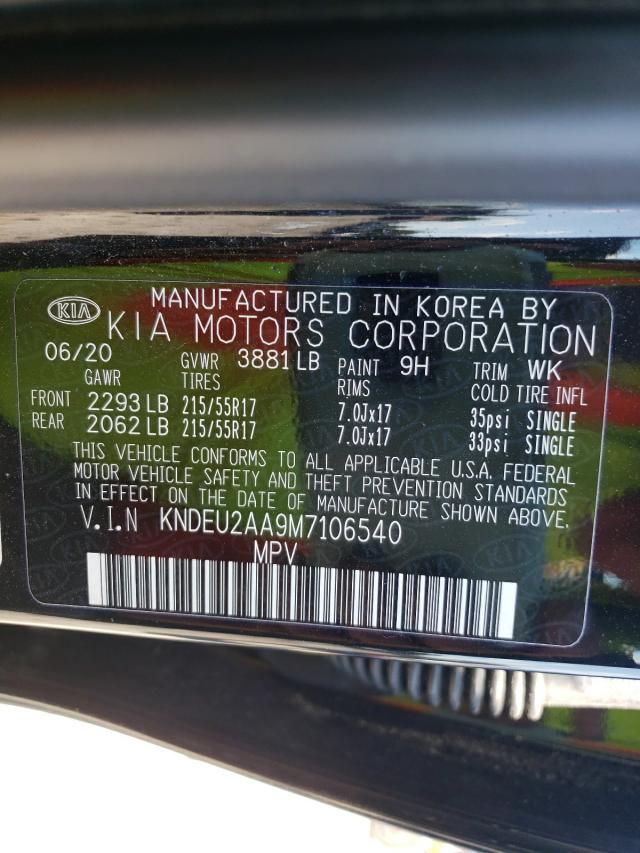 MANUFACTURED IN KOREA BY
KIA KIA MOTORS CORPORATION
06/20 GVWR 3881 LB PAINT 9H TRIM WK
GAWR TIRES RIMS COLD TIRE INFL
FRONT 2293 LB 215/55R17 7.0Jx17 35psi SINGLE
REAR 2062 LB 215/55R17 7.0Jx17 33psi SINGLE
THIS VEHICLE CONFORMS TO ALL APPLICABLE U.S.A. FEDERAL
MOTOR VEHICLE SAFETY AND THEFT PREVENTION STANDARDS
IN EFFECT ON THE DATE OF MANUFACTURE SHOWN ABOVE.
V.I.N KNDEU2AA9M7106540
MPV